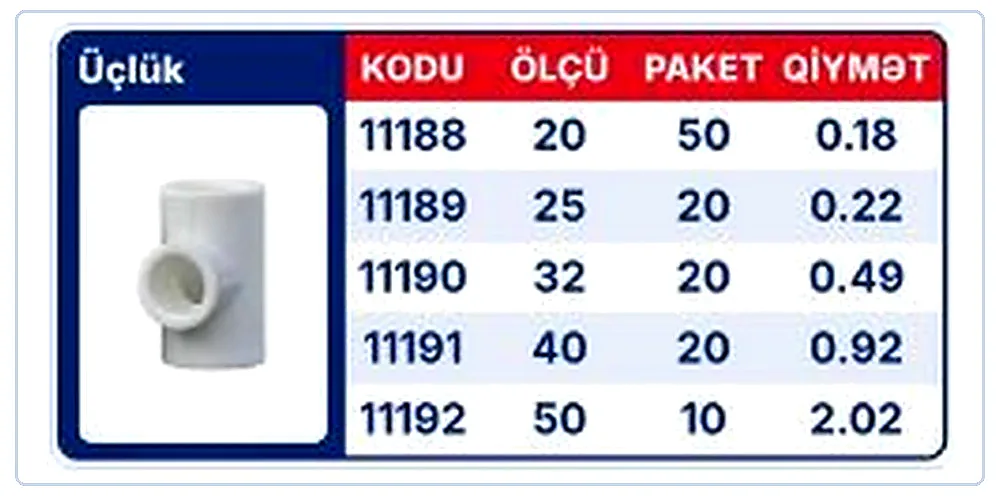 Üçlük
KODU ÖLÇÜ PAKET QİYMƏT
11188 20 50 0.18
11189 25 20 0.22
11190 32 20 0.49
11191 40 20 0.92
11192 50 10 2.02